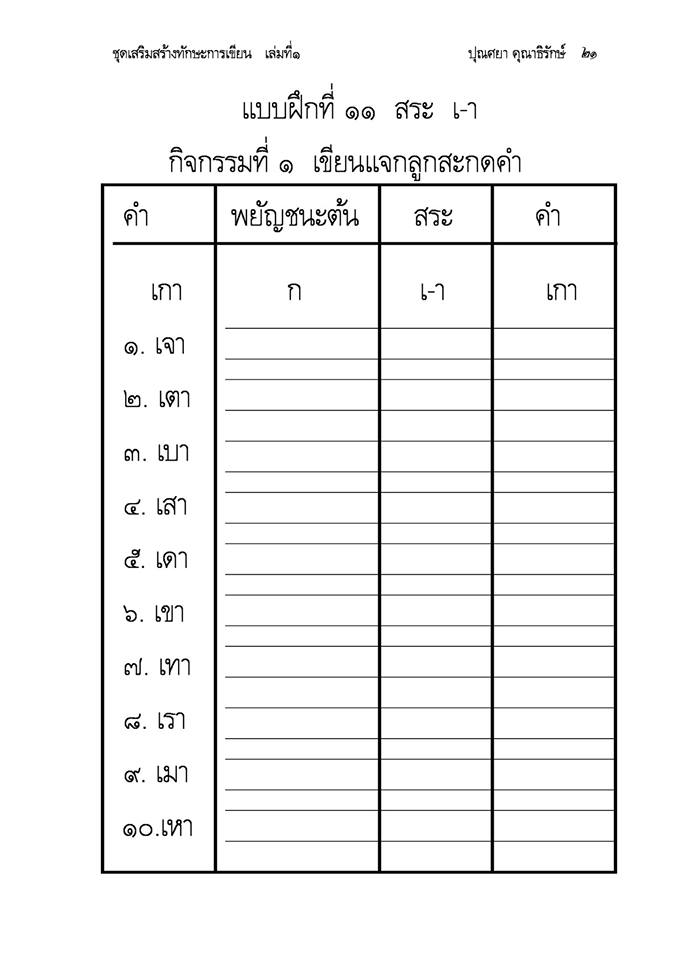 ชุดเสริมสร้างทักษะการเขียน เล่มที่๑ ปุณศยา คุณาธิรักษ์ ๒๑
แบบฝึกที่ ๑๑ สระ เ-า
กิจกรรมที่ ๑ เขียนแจกลูกสะกดคำ
คำ พยัญชนะต้น สระ คำ
เกา ก เ-า เกา
๑. เจา
๒. เตา
๓. เบา
๔. เสา
๕. เดา
๖. เขา
๗. เทา
๘. เรา
๙. เมา
๑๐.เหา